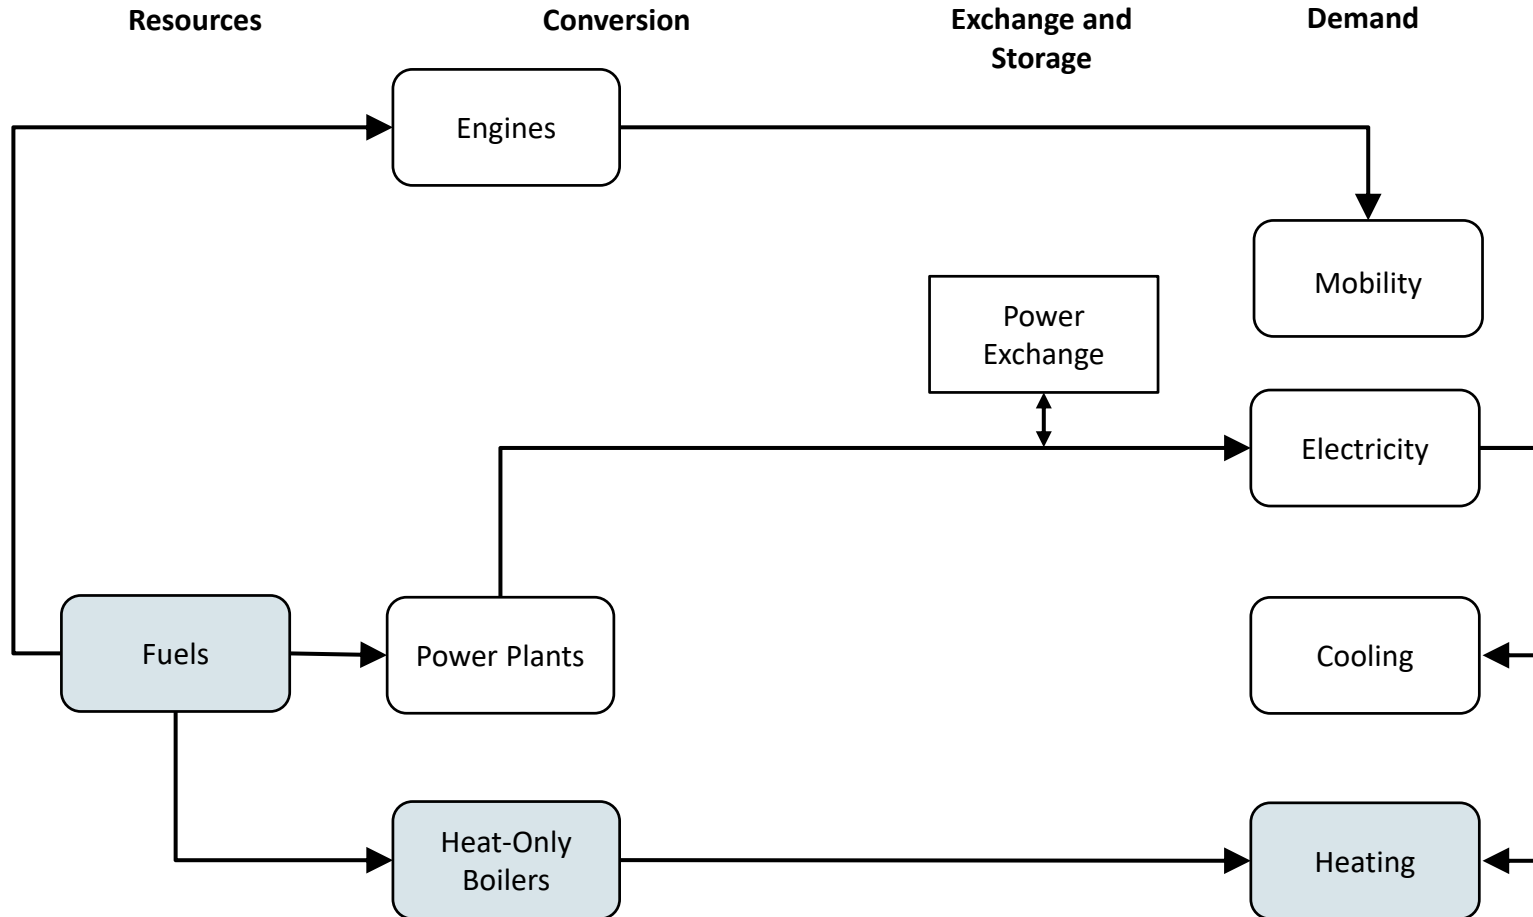 Resources
Conversion
Exchange and
Storage
Demand
Engines
Mobility
Power
Exchange
Electricity
Fuels
Power Plants
Cooling
Heat-Only
Boilers
Heating